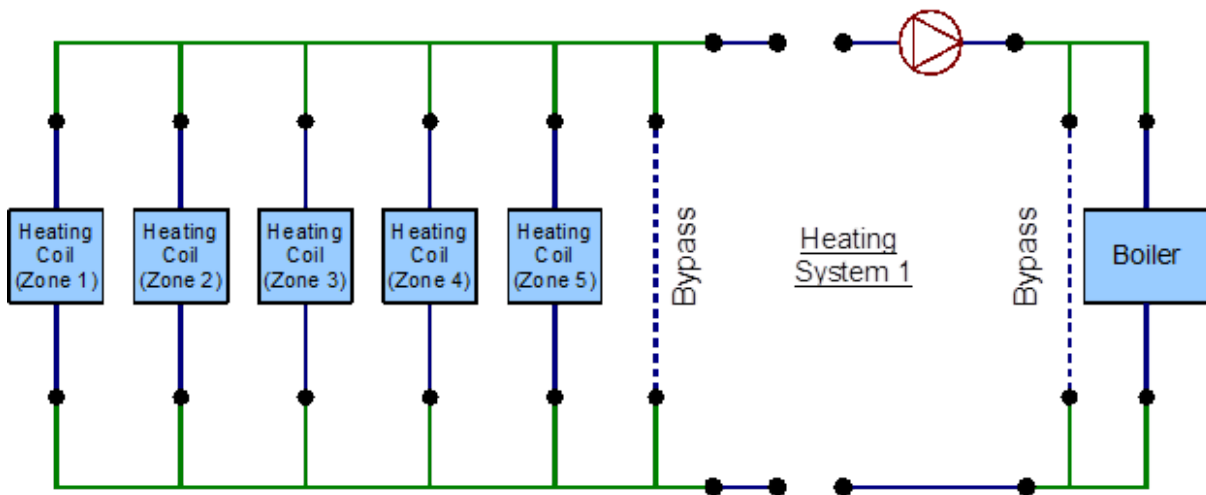 Heating
Coil
(Zone 1)
Heating
Coil
(Zone 2)
Heating
Coil
(Zone 3)
Heating
Coil
(Zone 4)
Heating
Coil
(Zone 5)
Bypass
Heating
System 1
Bypass
Boiler